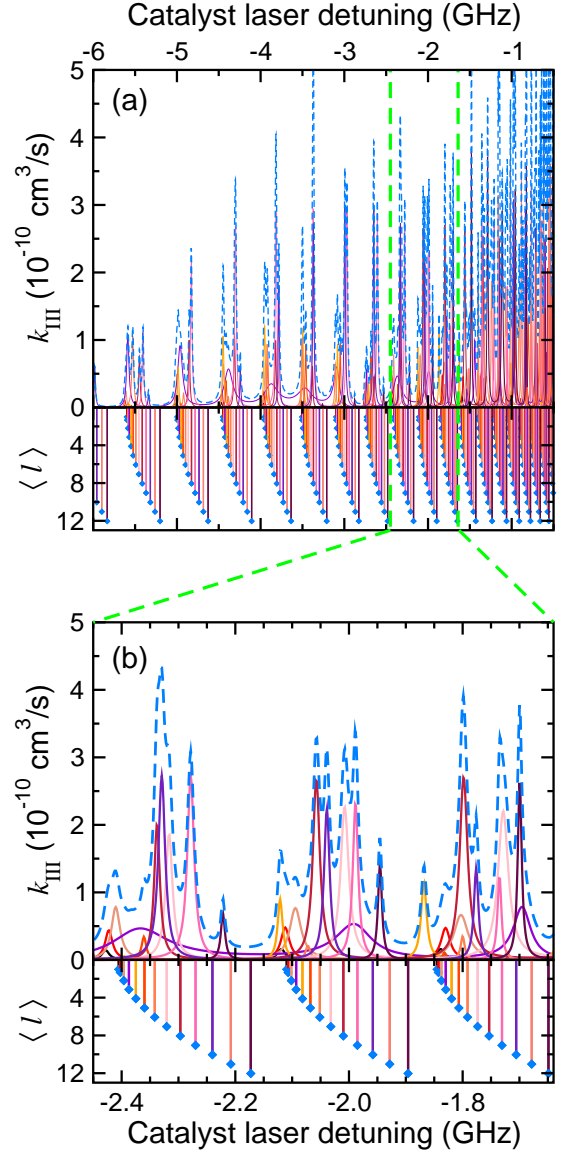 Catalyst laser detuning (GHz)
-6 -5 -4 -3 -2 -1
(a)
k_III (10^-10 cm^3/s)
5
4
3
2
1
0
⟨ l ⟩
4
8
12
(b)
k_III (10^-10 cm^3/s)
5
4
3
2
1
0
⟨ l ⟩
4
8
12
-2.4 -2.2 -2.0 -1.8
Catalyst laser detuning (GHz)